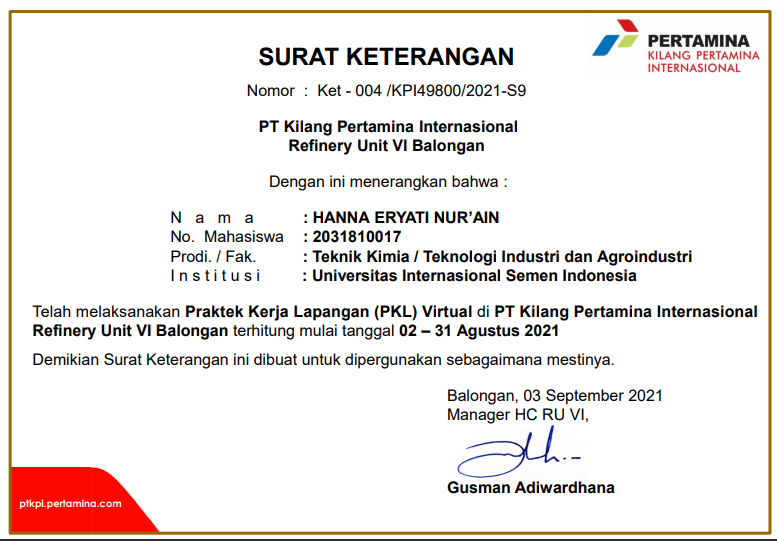 PERTAMINA
KILANG PERTAMINA
INTERNASIONAL
SURAT KETERANGAN
Nomor : Ket - 004 /KPI49800/2021-S9
PT Kilang Pertamina Internasional
Refinery Unit VI Balongan
Dengan ini menerangkan bahwa :
N a m a : HANNA ERYATI NUR'AIN
No. Mahasiswa : 2031810017
Prodi. / Fak. : Teknik Kimia / Teknologi Industri dan Agroindustri
I n s t i t u s i : Universitas Internasional Semen Indonesia
Telah melaksanakan Praktek Kerja Lapangan (PKL) Virtual di PT Kilang Pertamina Internasional
Refinery Unit VI Balongan terhitung mulai tanggal 02 – 31 Agustus 2021
Demikian Surat Keterangan ini dibuat untuk dipergunakan sebagaimana mestinya.
Balongan, 03 September 2021
Manager HC RU VI,
Gusman Adiwardhana
ptkpi.pertamina.com